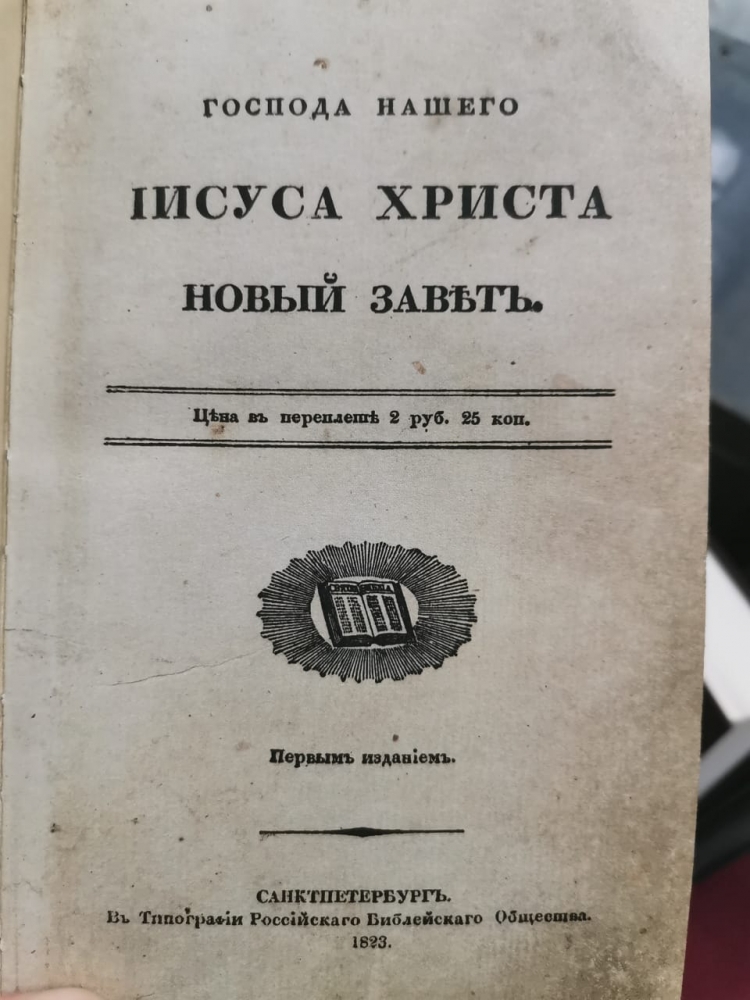 ГОСПОДА НАШЕГО
ІИСУСА ХРИСТА
НОВЫЙ ЗАВѢТЪ.
Цѣна въ переплетѣ 2 руб. 25 коп.
Первымъ изданіемъ.
САНКТПЕТЕРБУРГЪ.
Въ Типографіи Россійскаго Библейскаго Общества.
1823.